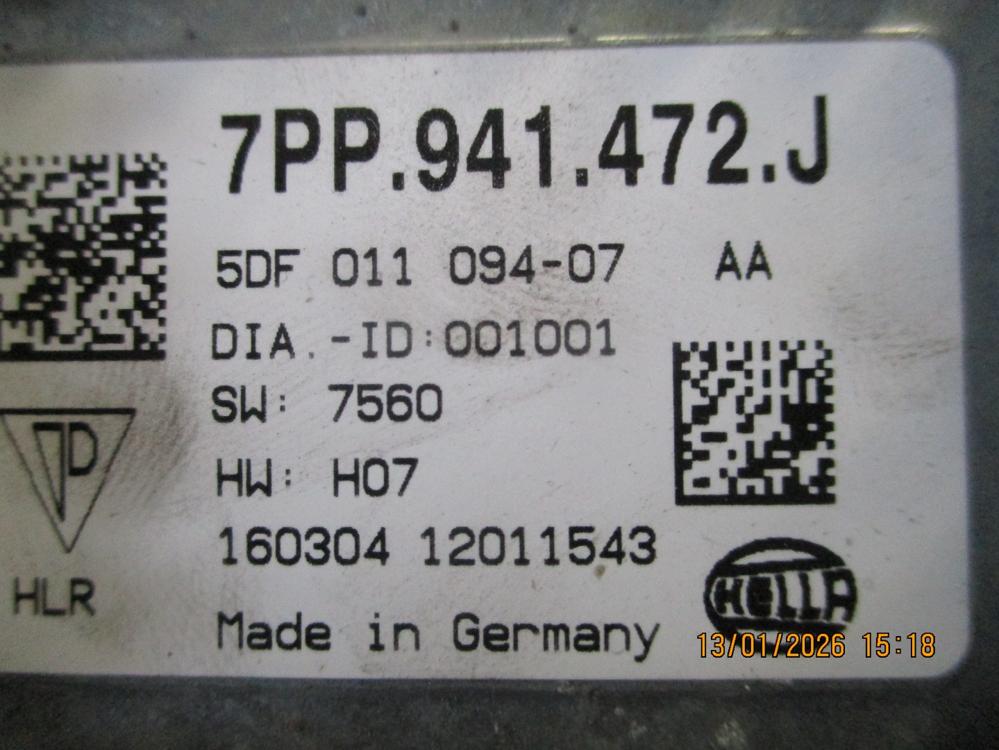 7PP.941.472.J
5DF 011 094-07 AA
DIA.-ID:001001
SW: 7560
HW: H07
160304 12011543
HLR
HELLA
Made in Germany
13/01/2026 15:18